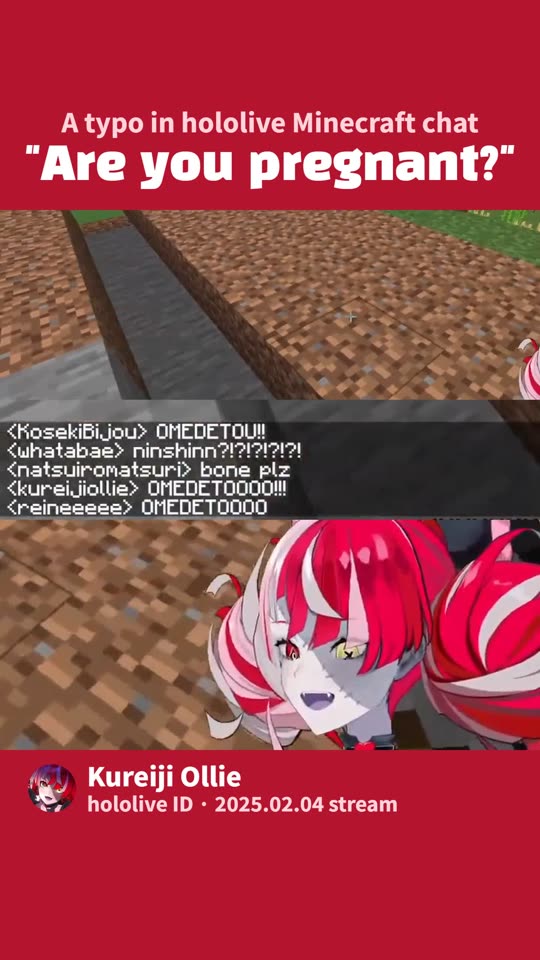 A typo in hololive Minecraft chat
"Are you pregnant?"
<KosekiBijou> OMEDETOU!!
<whatabae> ninshinn?!?!?!?!?!
<natsuiromatsuri> bone plz
<kureijiollie> OMEDETOOOO!!!
<reineeeee> OMEDETOOOO
Kureiji Ollie
hololive ID・2025.02.04 stream